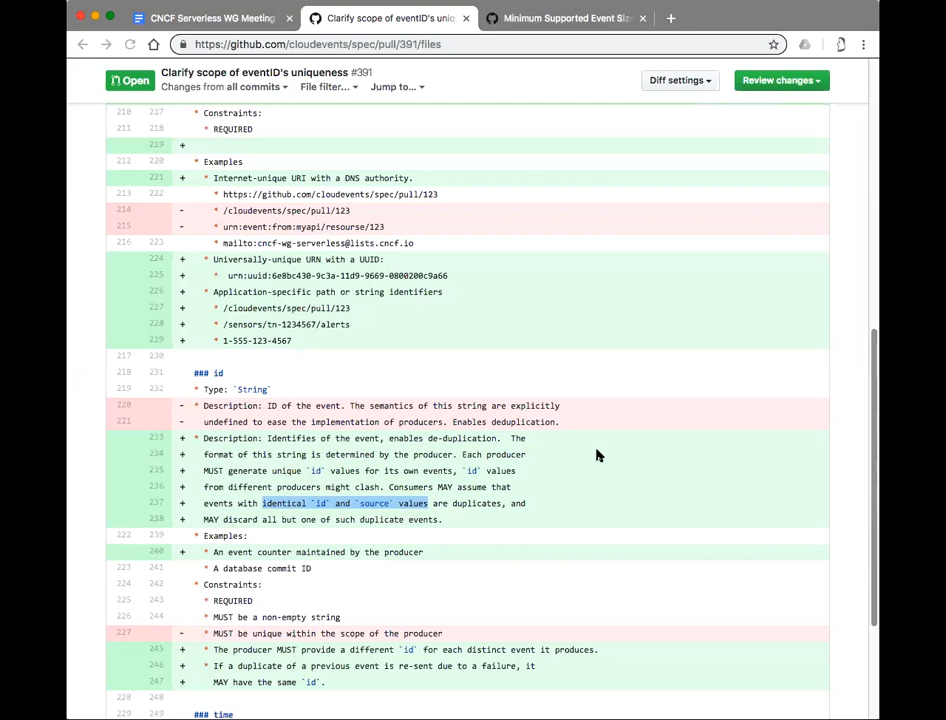 CNCF Serverless WG Meeting
Clarify scope of eventID's uniq
Minimum Supported Event Size
https://github.com/cloudevents/spec/pull/391/files
Open
Clarify scope of eventID's uniqueness #391
Changes from all commits File filter... Jump to...
Diff settings
Review changes
210 217 * Constraints:
211 218 * REQUIRED
219 +
212 220 * Examples
221 + * Internet-unique URI with a DNS authority.
213 222 * https://github.com/cloudevents/spec/pull/123
214 - * /cloudevents/spec/pull/123
215 - * urn:event:from:myapi/resourse/123
216 223 * mailto:cncf-wg-serverless@lists.cncf.io
224 + * Universally-unique URN with a UUID:
225 + * urn:uuid:6e8bc430-9c3a-11d9-9669-0800200c9a66
226 + * Application-specific path or string identifiers
227 + * /cloudevents/spec/pull/123
228 + * /sensors/tn-1234567/alerts
229 + * 1-555-123-4567
217 230
218 231 ### id
219 232 * Type: `String`
220 - * Description: ID of the event. The semantics of this string are explicitly
221 - undefined to ease the implementation of producers. Enables deduplication.
233 + * Description: Identifies of the event, enables de-duplication. The
234 + format of this string is determined by the producer. Each producer
235 + MUST generate unique `id` values for its own events, `id` values
236 + from different producers might clash. Consumers MAY assume that
237 + events with identical `id` and `source` values are duplicates, and
238 + MAY discard all but one of such duplicate events.
222 239 * Examples:
240 + * An event counter maintained by the producer
223 241 * A database commit ID
224 242 * Constraints:
225 243 * REQUIRED
226 244 * MUST be a non-empty string
227 - * MUST be unique within the scope of the producer
245 + * The producer MUST provide a different `id` for each distinct event it produces.
246 + * If a duplicate of a previous event is re-sent due to a failure, it
247 + MAY have the same `id`.
228 248
229 249 ### time